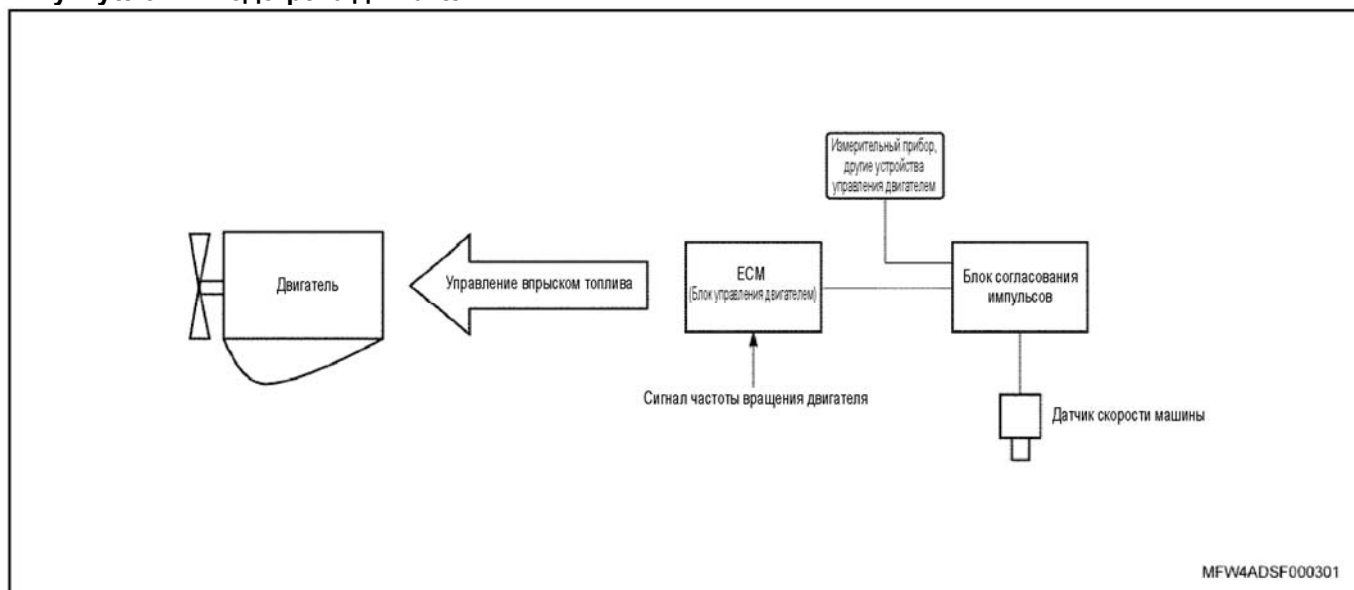 Измерительный прибор,
другие устройства
управления двигателем
Двигатель
Управление впрыском топлива
ECM
(Блок управления двигателем)
Блок согласования
импульсов
Сигнал частоты вращения двигателя
Датчик скорости машины
MFW4ADSF000301